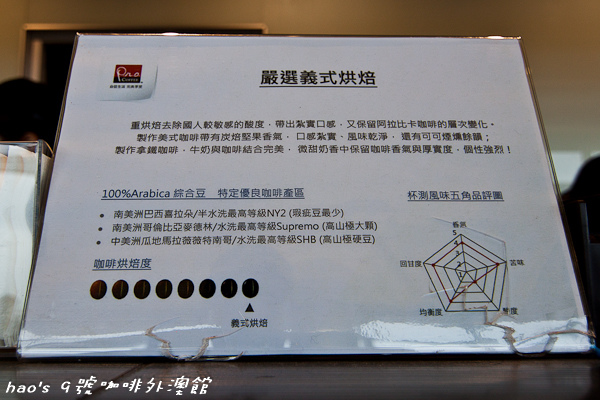 Pro
嚴選義式烘焙
重烘焙去除國人較敏感的酸度，帶出紮實口感，又保留阿拉比卡咖啡的層次變化。
製作美式咖啡帶有炭焙堅果香氣，口感紮實、風味乾淨，還有可可煙燻餘韻；
製作拿鐵咖啡，牛奶與咖啡結合完美，微甜奶香中保留咖啡香氣與厚實度，個性強烈！
100%Arabica 綜合豆 特定優良咖啡產區
• 南美洲巴西喜拉朵/半水洗最高等級NY2 (瑕疵豆最少)
• 南美洲哥倫比亞麥德林/水洗最高等級Supremo (高山極大顆)
• 中美洲瓜地馬拉薇薇特南哥/水洗最高等級SHB (高山極硬豆)
咖啡烘焙度
義式烘焙
杯測風味五角品評圖
香氣
5
4
3
回甘度
苦味
均衡度
厚度
hao's 9號咖啡外澳館